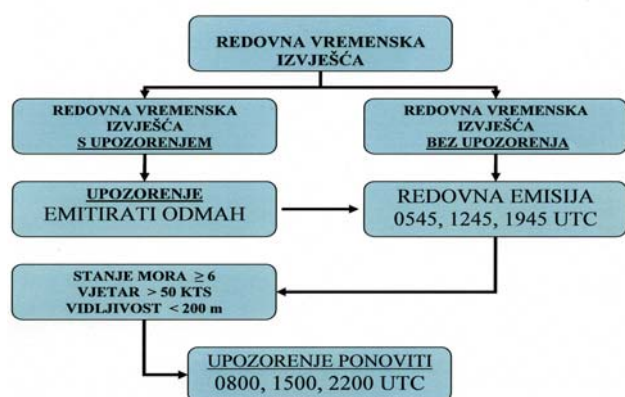 REDOVNA VREMENSKA
IZVJEŠĆA
REDOVNA VREMENSKA
IZVJEŠĆA
S UPOZORENJEM
REDOVNA VREMENSKA
IZVJEŠĆA
BEZ UPOZORENJA
UPOZORENJE
EMITIRATI ODMAH
REDOVNA EMISIJA
0545, 1245, 1945 UTC
STANJE MORA ≥ 6
VJETAR > 50 KTS
VIDLJIVOST < 200 m
UPOZORENJE PONOVITI
0800, 1500, 2200 UTC